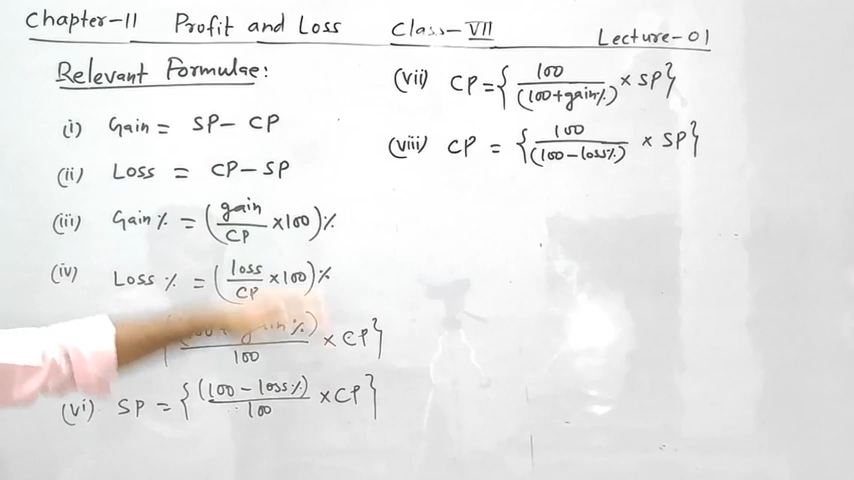 Chapter-11 Profit and Loss Class-VII Lecture-01
Relevant Formulae:
(i) Gain = SP- CP
(ii) Loss = CP-SP
(iii) Gain% = (gain/CP ×100)%
(iv) Loss % = (loss/CP ×100)%
gain%)/100 × CP}
(vi) SP = {(100-loss%)/100 × CP}
(vii) CP={100/(100+gain%) × SP}
(viii) CP = {100/(100-loss%) × SP}